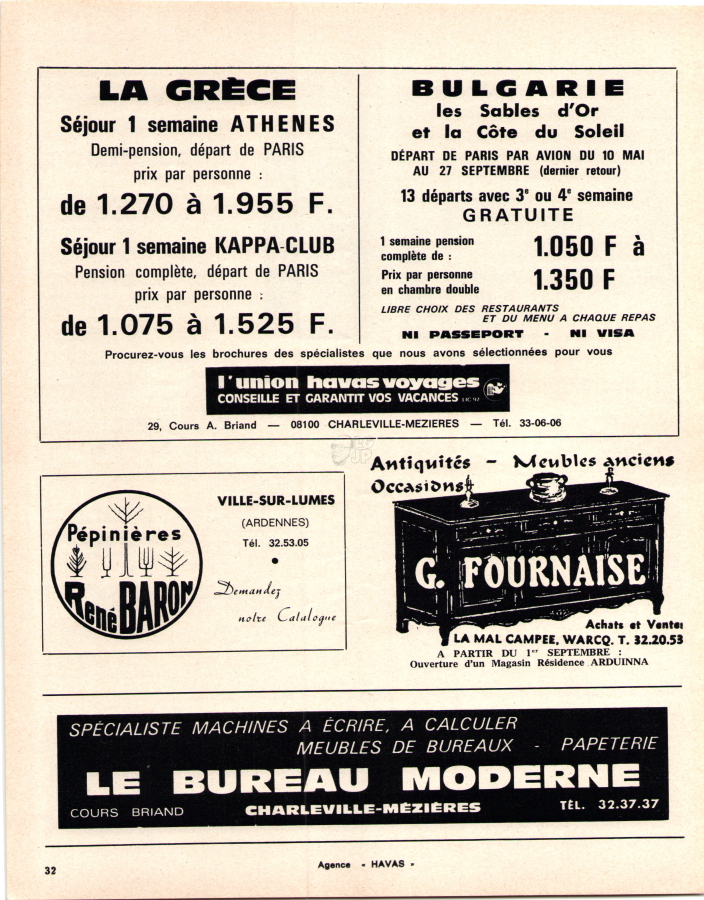 LA GRÈCE
Séjour 1 semaine ATHENES
Demi-pension, départ de PARIS
prix par personne :
de 1.270 à 1.955 F.
Séjour 1 semaine KAPPA-CLUB
Pension complète, départ de PARIS
prix par personne :
de 1.075 à 1.525 F.
BULGARIE
les Sables d'Or
et la Côte du Soleil
DÉPART DE PARIS PAR AVION DU 10 MAI
AU 27 SEPTEMBRE (dernier retour)
13 départs avec 3e ou 4e semaine
GRATUITE
1 semaine pension
complète de :
1.050 F à
Prix par personne
en chambre double
1.350 F
LIBRE CHOIX DES RESTAURANTS
ET DU MENU A CHAQUE REPAS
NI PASSEPORT - NI VISA
Procurez-vous les brochures des spécialistes que nous avons sélectionnées pour vous
l'union havas voyages
CONSEILLE ET GARANTIT VOS VACANCES LIC 92
29, Cours A. Briand — 08100 CHARLEVILLE-MEZIERES — Tél. 33-06-06
Pépinières
René BARON
VILLE-SUR-LUMES
(ARDENNES)
Tél. 32.53.05
Demandez
notre Catalogue
Antiquités - Meubles anciens
Occasions
G. FOURNAISE
Achats et Ventes
LA MAL CAMPEE, WARCQ. T. 32.20.53
A PARTIR DU 1er SEPTEMBRE :
Ouverture d'un Magasin Résidence ARDUINNA
SPÉCIALISTE MACHINES A ÉCRIRE, A CALCULER
MEUBLES DE BUREAUX - PAPETERIE
LE BUREAU MODERNE
COURS BRIAND CHARLEVILLE-MÉZIÈRES TÉL. 32.37.37
32
Agence « HAVAS »